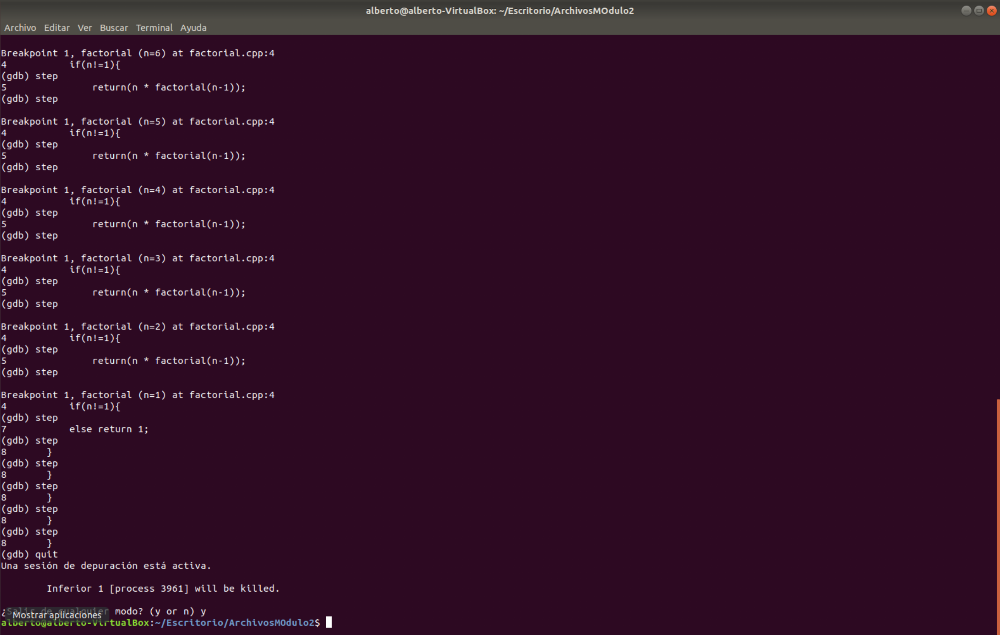 alberto@alberto-VirtualBox: ~/Escritorio/ArchivosMOdulo2
Archivo Editar Ver Buscar Terminal Ayuda
Breakpoint 1, factorial (n=6) at factorial.cpp:4
4           if(n!=1){
(gdb) step
5               return(n * factorial(n-1));
(gdb) step
Breakpoint 1, factorial (n=5) at factorial.cpp:4
4           if(n!=1){
(gdb) step
5               return(n * factorial(n-1));
(gdb) step
Breakpoint 1, factorial (n=4) at factorial.cpp:4
4           if(n!=1){
(gdb) step
5               return(n * factorial(n-1));
(gdb) step
Breakpoint 1, factorial (n=3) at factorial.cpp:4
4           if(n!=1){
(gdb) step
5               return(n * factorial(n-1));
(gdb) step
Breakpoint 1, factorial (n=2) at factorial.cpp:4
4           if(n!=1){
(gdb) step
5               return(n * factorial(n-1));
(gdb) step
Breakpoint 1, factorial (n=1) at factorial.cpp:4
4           if(n!=1){
(gdb) step
7           else return 1;
(gdb) step
8       }
(gdb) step
8       }
(gdb) step
8       }
(gdb) step
8       }
(gdb) step
8       }
(gdb) quit
Una sesión de depuración está activa.
        Inferior 1 [process 3961] will be killed.
¿Salir de cualquier modo? (y or n) y
Mostrar aplicaciones
alberto@alberto-VirtualBox:~/Escritorio/ArchivosMOdulo2$